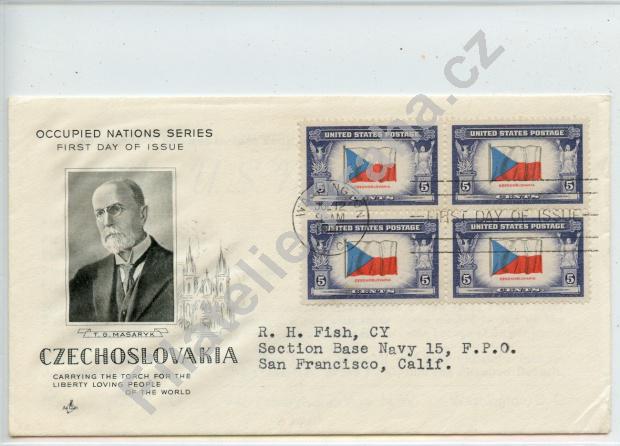 OCCUPIED NATIONS SERIES
FIRST DAY OF ISSUE
T. G. MASARYK
CZECHOSLOVAKIA
CARRYING THE TORCH FOR THE
LIBERTY LOVING PEOPLE
OF THE WORLD
UNITED STATES POSTAGE
CZECHOSLOVAKIA
5 5
CENTS
UNITED STATES POSTAGE
CZECHOSLOVAKIA
5 5
CENTS
UNITED STATES POSTAGE
CZECHOSLOVAKIA
5 5
CENTS
UNITED STATES POSTAGE
CZECHOSLOVAKIA
5 5
CENTS
FIRST DAY OF ISSUE
R. H. Fish, CY
Section Base Navy 15, F.P.O.
San Francisco, Calif.